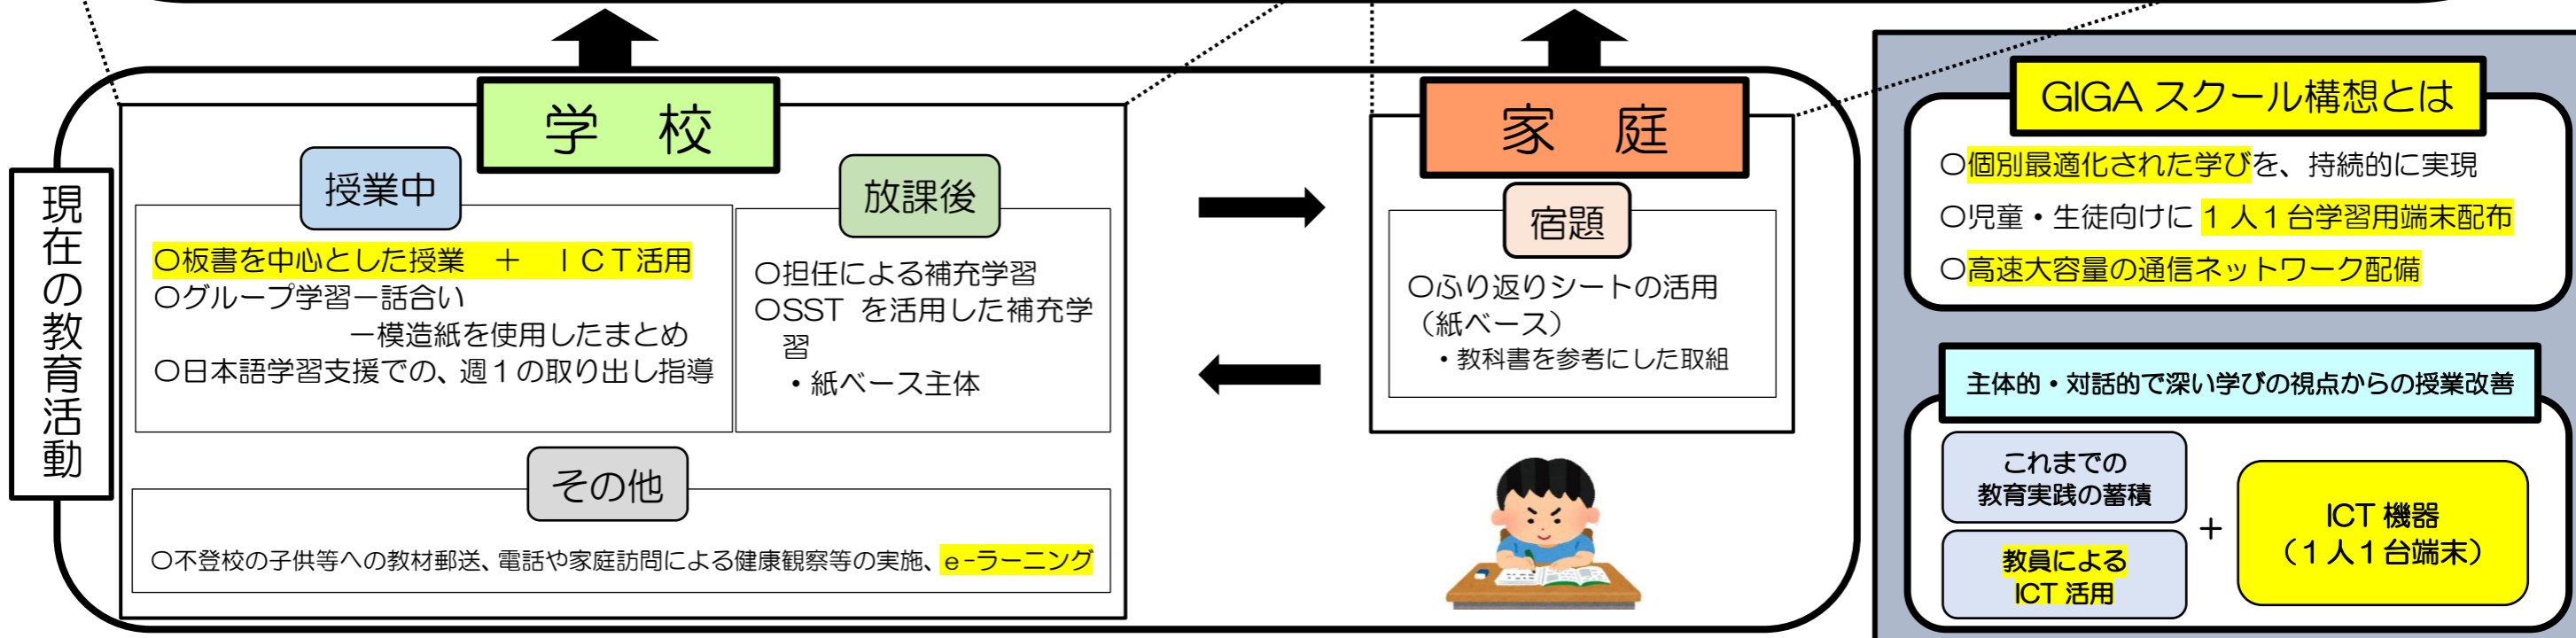 現在の教育活動
学 校
授業中
〇板書を中心とした授業 + ICT活用
〇グループ学習ー話合い
ー模造紙を使用したまとめ
〇日本語学習支援での、週1の取り出し指導
放課後
〇担任による補充学習
〇SST を活用した補充学
習
・紙ベース主体
その他
〇不登校の子供等への教材郵送、電話や家庭訪問による健康観察等の実施、e-ラーニング
家 庭
宿題
〇ふり返りシートの活用
（紙ベース）
・教科書を参考にした取組
GIGA スクール構想とは
〇個別最適化された学びを、持続的に実現
〇児童・生徒向けに 1人1台学習用端末配布
〇高速大容量の通信ネットワーク配備
主体的・対話的で深い学びの視点からの授業改善
これまでの
教育実践の蓄積
教員による
ICT 活用
+
ICT 機器
（1人1台端末）